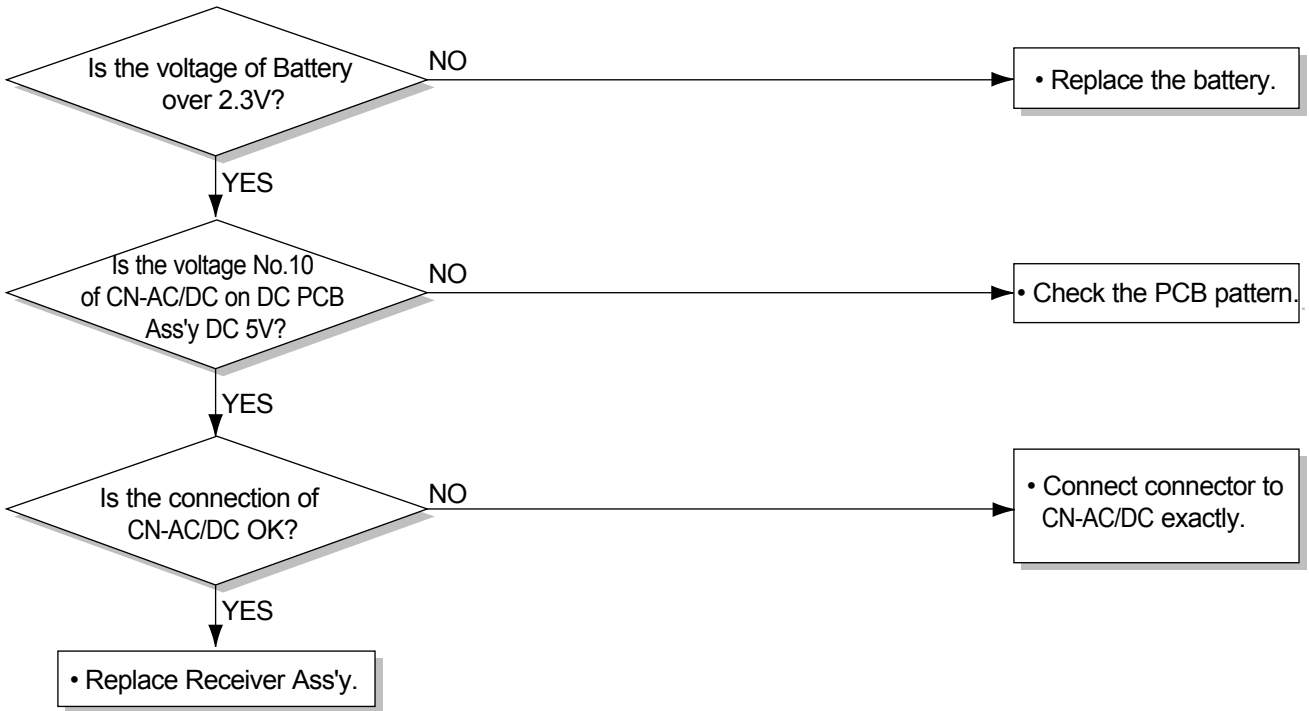 Is the voltage of Battery
over 2.3V?
NO
• Replace the battery.
YES
Is the voltage No.10
of CN-AC/DC on DC PCB
Ass'y DC 5V?
NO
• Check the PCB pattern.
YES
Is the connection of
CN-AC/DC OK?
NO
• Connect connector to
CN-AC/DC exactly.
YES
• Replace Receiver Ass'y.